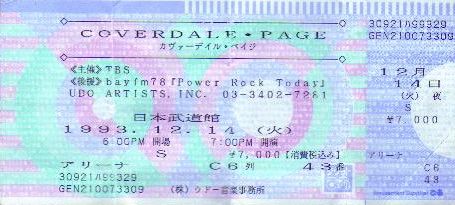 COVERDALE・PAGE
カヴァーデイル・ペイジ
《主催》TBS
《後援》bayfm78「Power Rock Today」
UDO ARTISTS, INC. 03-3402-7281
日本武道館
1993. 12. 14 (火)
6:00PM 開場 7:00PM 開演
S ¥7,000【消費税込み】
アリーナ C6 列 43 番
30921A99329
GEN210073309 (株) ウドー音楽事務所
30921A99329
GEN210073309
12月
14日
(火) 夜
S
¥7,000
アリーナ
C6
43